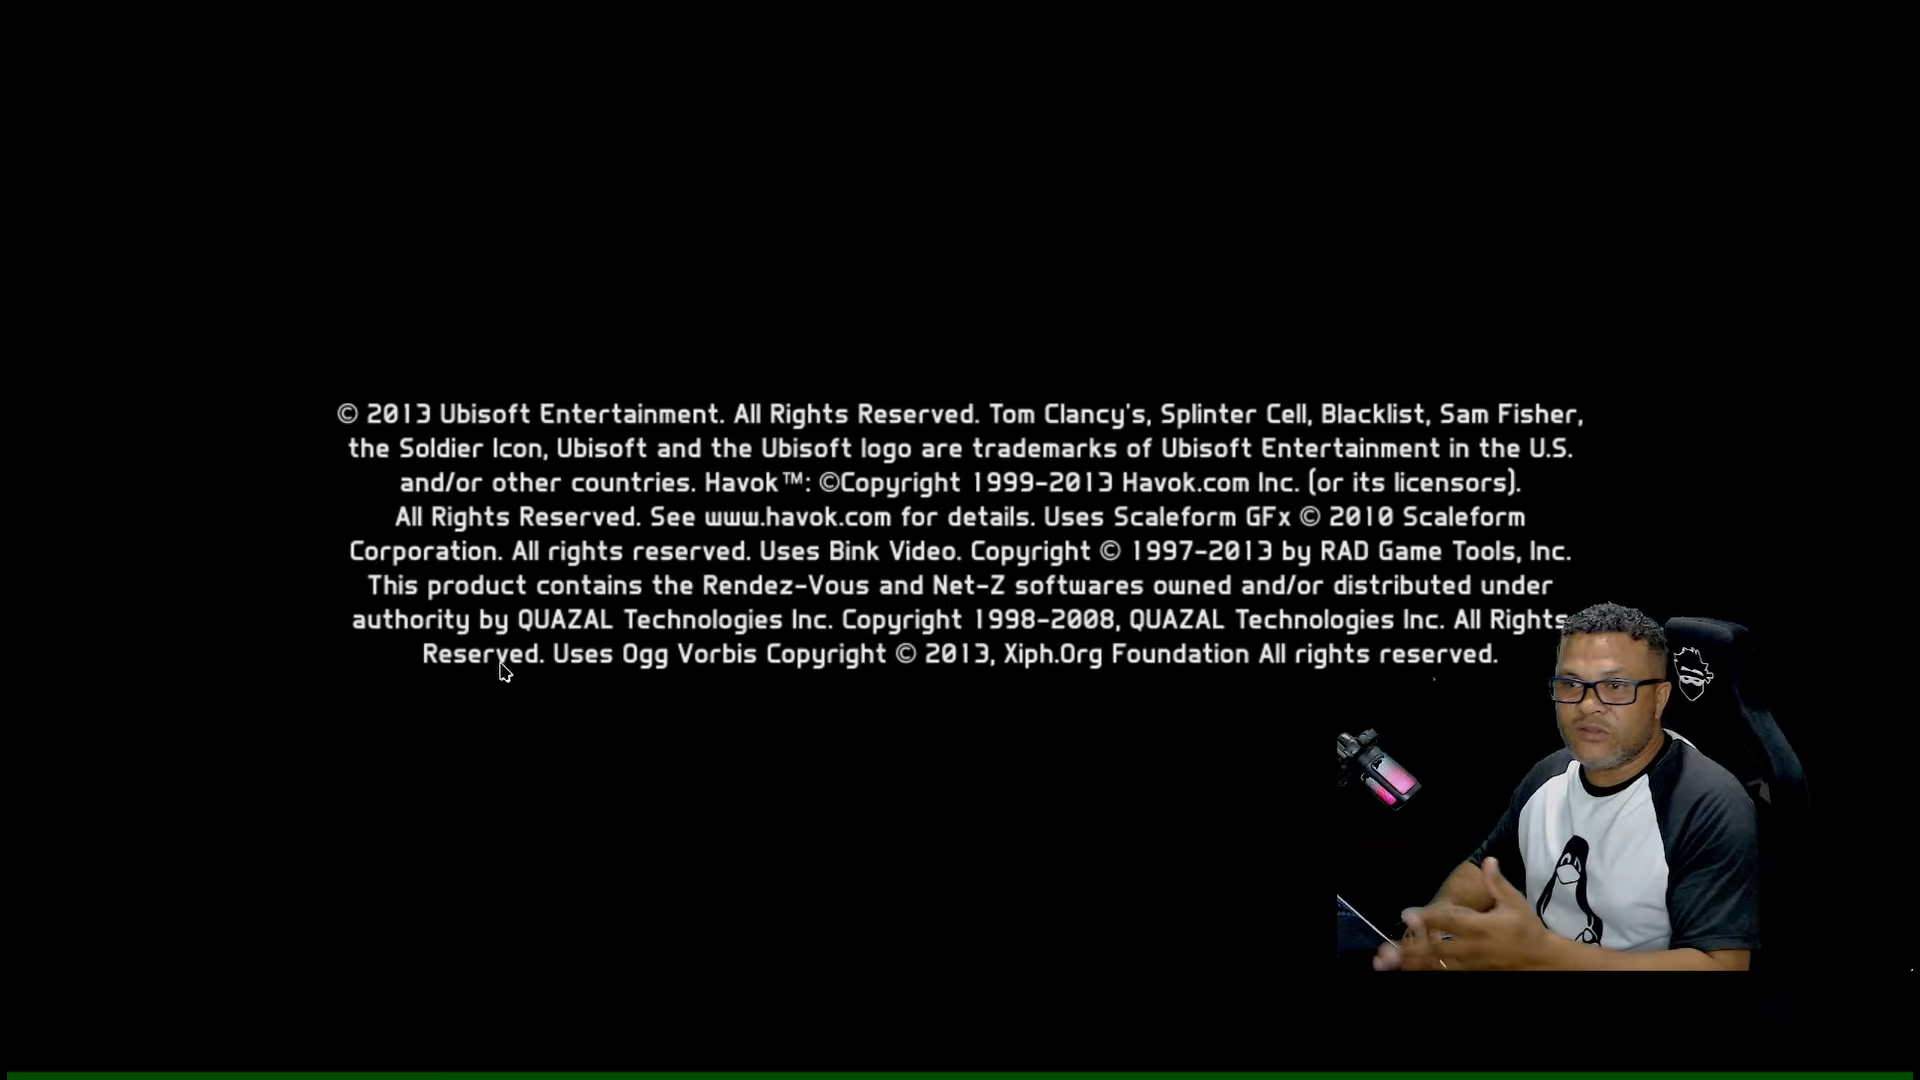 © 2013 Ubisoft Entertainment. All Rights Reserved. Tom Clancy's, Splinter Cell, Blacklist, Sam Fisher,
the Soldier Icon, Ubisoft and the Ubisoft logo are trademarks of Ubisoft Entertainment in the U.S.
and/or other countries. Havok™: ©Copyright 1999-2013 Havok.com Inc. (or its licensors).
All Rights Reserved. See www.havok.com for details. Uses Scaleform GFx © 2010 Scaleform
Corporation. All rights reserved. Uses Bink Video. Copyright © 1997-2013 by RAD Game Tools, Inc.
This product contains the Rendez-Vous and Net-Z softwares owned and/or distributed under
authority by QUAZAL Technologies Inc. Copyright 1998-2008, QUAZAL Technologies Inc. All Rights
Reserved. Uses Ogg Vorbis Copyright © 2013, Xiph.Org Foundation All rights reserved.